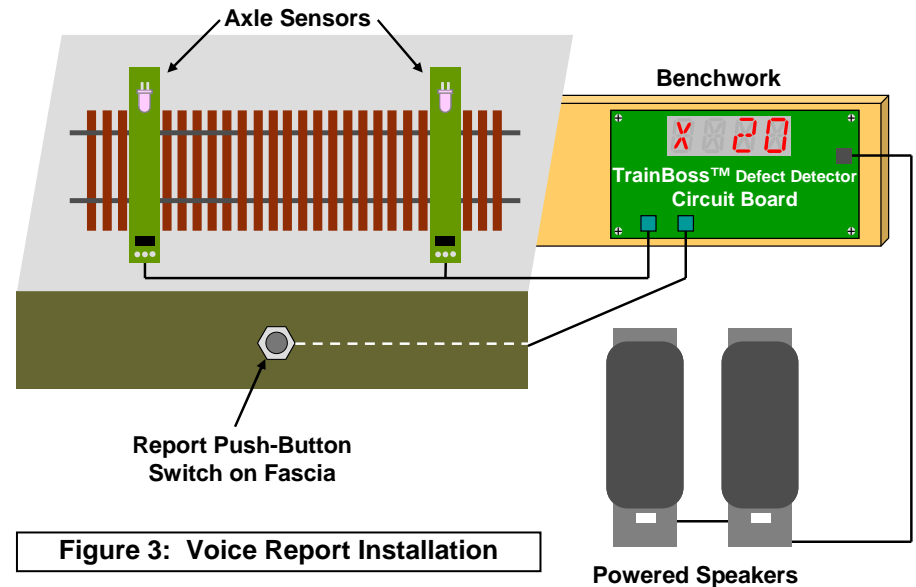 Axle Sensors
Benchwork
X 20
TrainBoss™ Defect Detector
Circuit Board
Report Push-Button
Switch on Fascia
Figure 3: Voice Report Installation
Powered Speakers